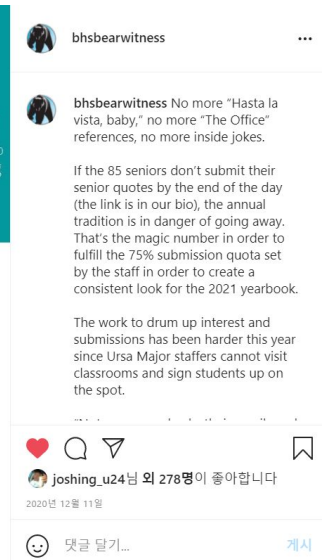 bhsbearwitness
bhsbearwitness No more “Hasta la
vista, baby,” no more “The Office”
references, no more inside jokes.
If the 85 seniors don’t submit their
senior quotes by the end of the day
(the link is in our bio), the annual
tradition is in danger of going away.
That’s the magic number in order to
fulfill the 75% submission quota set
by the staff in order to create a
consistent look for the 2021 yearbook.
The work to drum up interest and
submissions has been harder this year
since Ursa Major staffers cannot visit
classrooms and sign students up on
the spot.
joshing_u24님 외 278명이 좋아합니다
2020년 12월 11일
댓글 달기...
게시